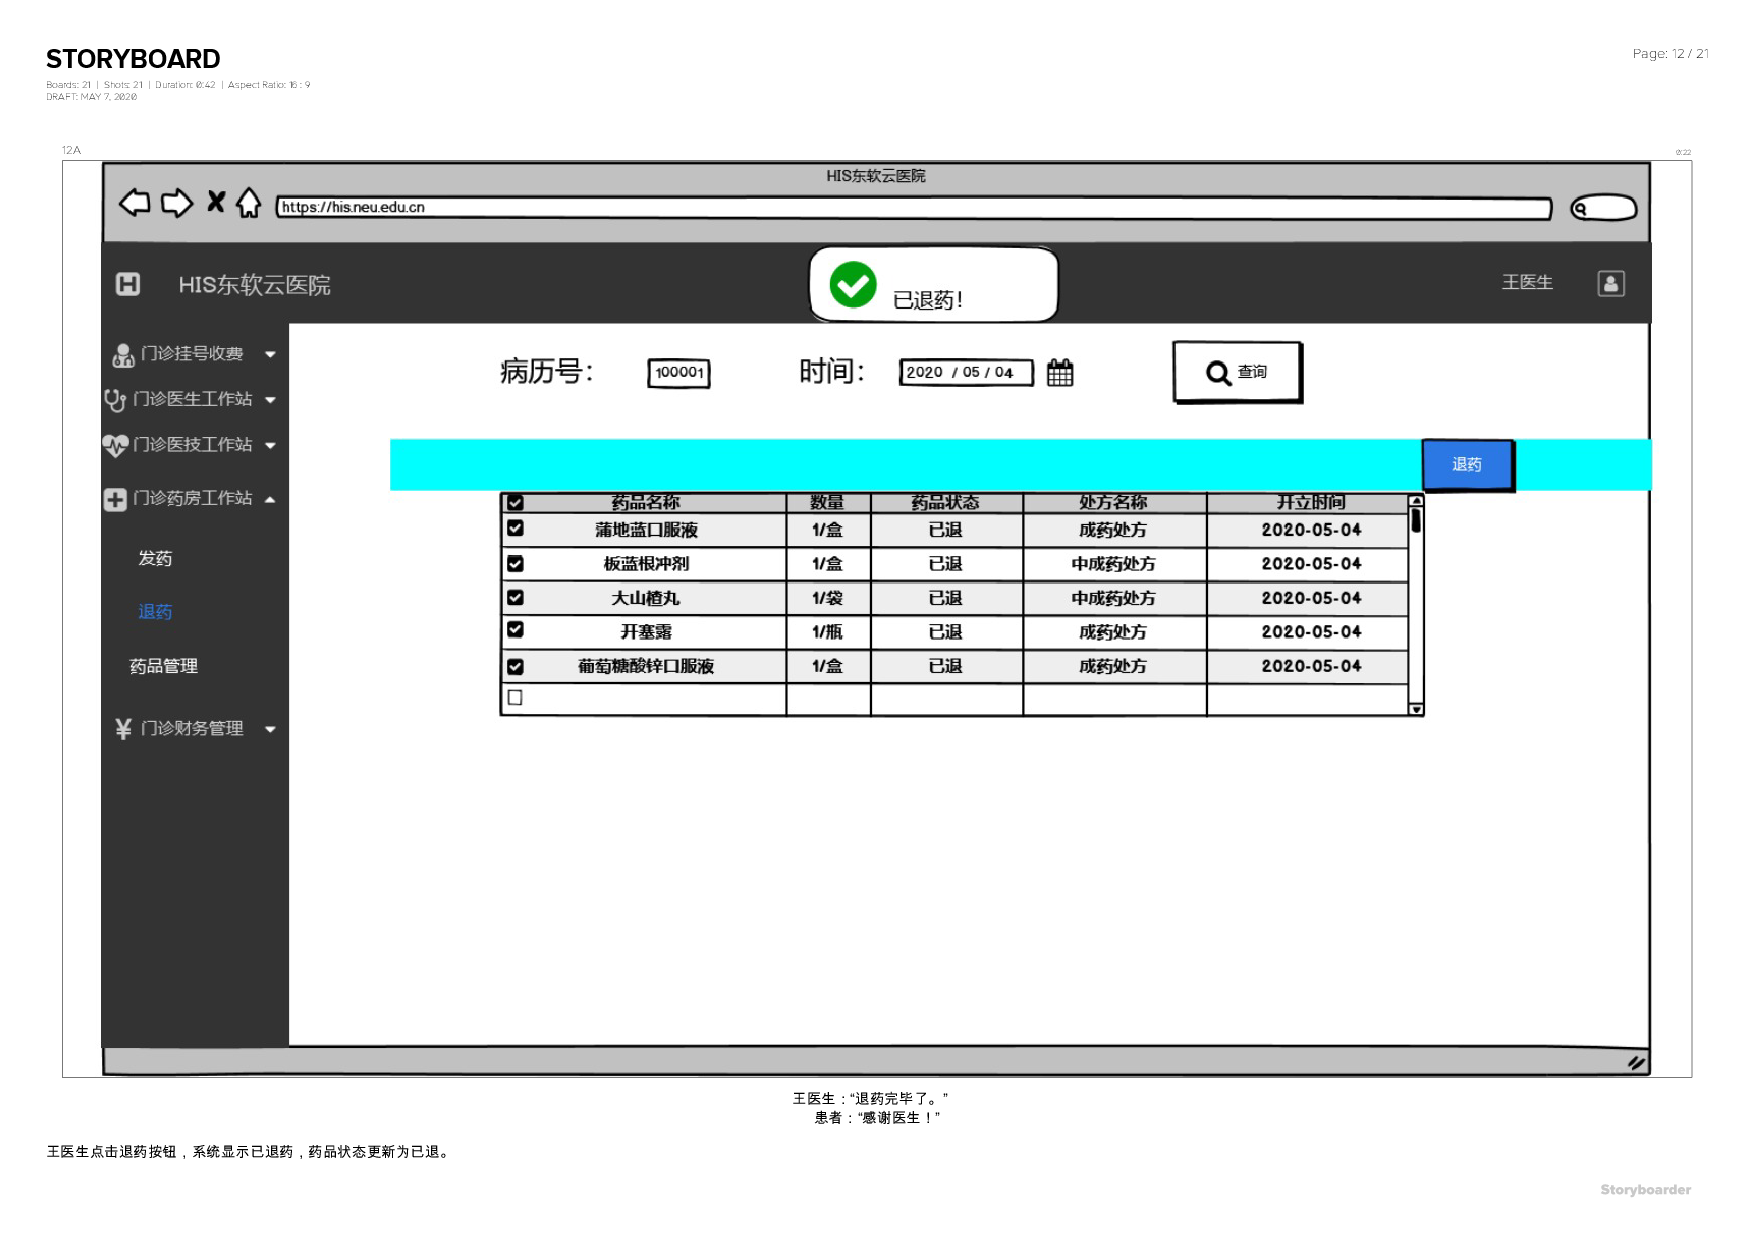 STORYBOARD
Page: 12 / 21
Boards: 21 | Shots: 21 | Duration: 0:42 | Aspect Ratio: 16 : 9
DRAFT: MAY 7, 2020
12A
0:22
HIS东软云医院
https://his.neu.edu.cn
HIS东软云医院
已退药！
王医生
门诊挂号收费
门诊医生工作站
门诊医技工作站
门诊药房工作站
发药
退药
药品管理
¥ 门诊财务管理
病历号： 100001 时间： 2020 / 05 / 04 查询
退药
药品名称 数量 药品状态 处方名称 开立时间
蒲地蓝口服液 1/盒 已退 成药处方 2020-05-04
板蓝根冲剂 1/盒 已退 中成药处方 2020-05-04
大山楂丸 1/袋 已退 中成药处方 2020-05-04
开塞露 1/瓶 已退 成药处方 2020-05-04
葡萄糖酸锌口服液 1/盒 已退 成药处方 2020-05-04
王医生：“退药完毕了。”
患者：“感谢医生！”
王医生点击退药按钮，系统显示已退药，药品状态更新为已退。
Storyboarder